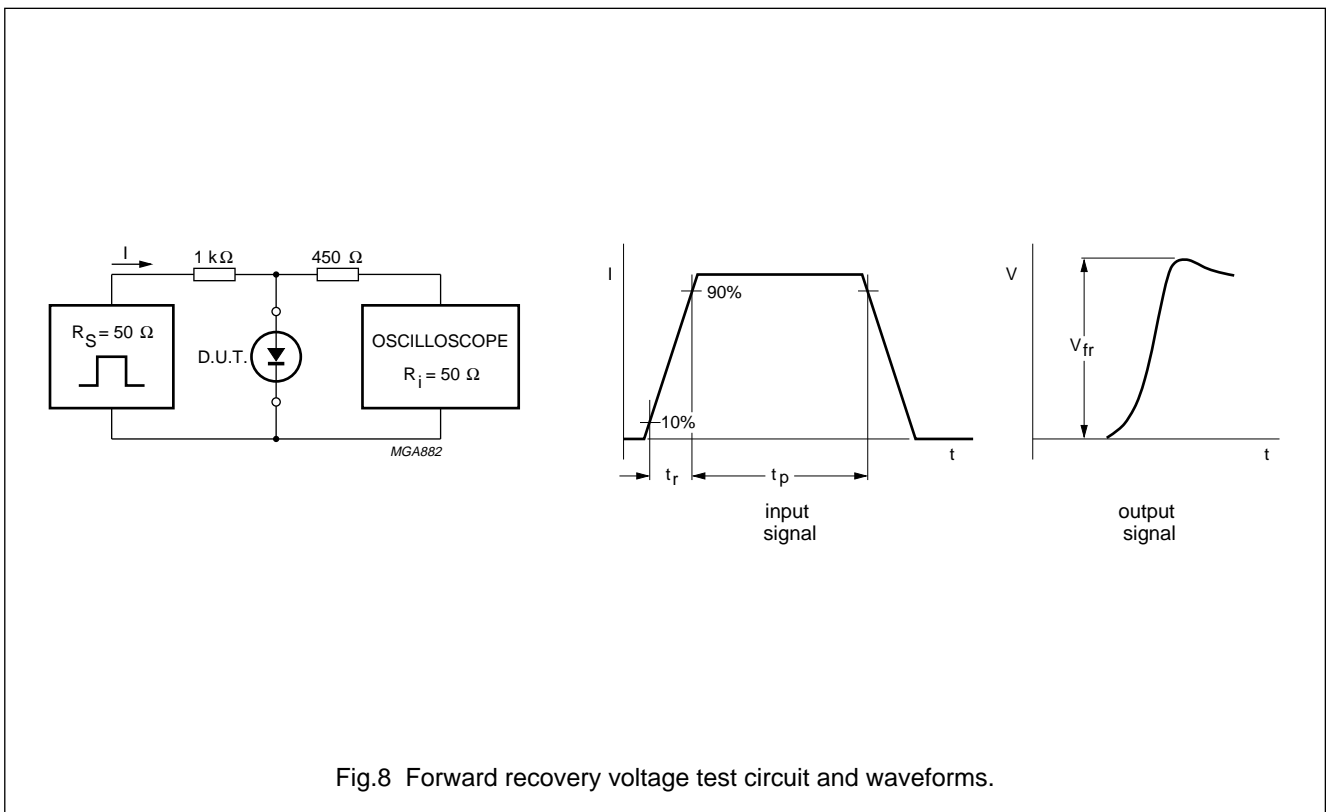 I
1 kΩ
450 Ω
R_S = 50 Ω
D.U.T.
OSCILLOSCOPE
R_i = 50 Ω
MGA882
I
90%
10%
t
t_r
t_p
input
signal
V
V_fr
t
output
signal
Fig.8 Forward recovery voltage test circuit and waveforms.